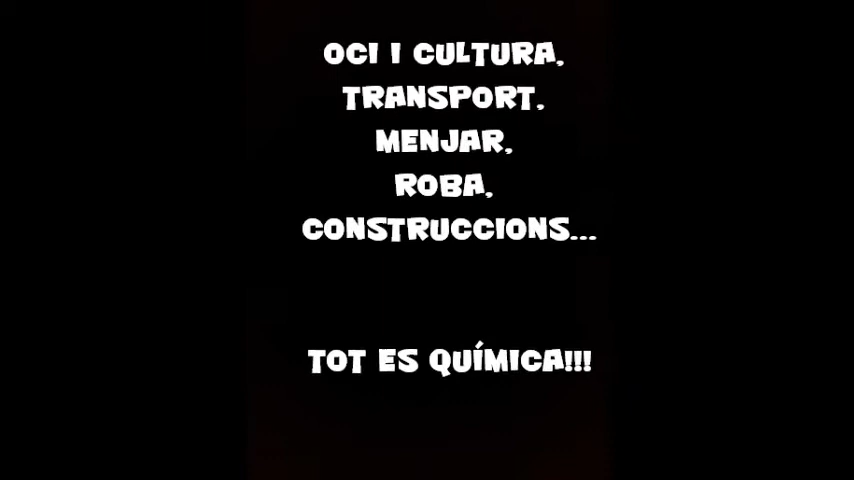 OCI I CULTURA,
TRANSPORT,
MENJAR,
ROBA,
CONSTRUCCIONS...
TOT ES QUÍMICA!!!